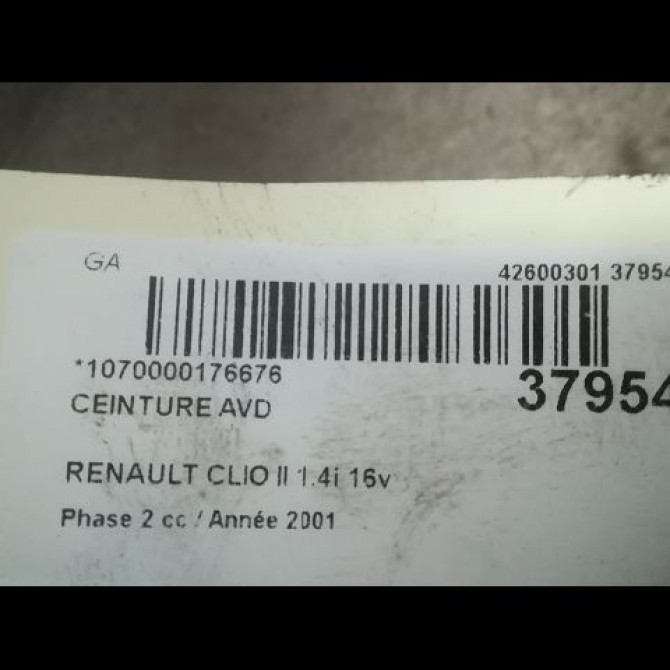 GA
42600301 37954
*1070000176676
37954
CEINTURE AVD
RENAULT CLIO II 1.4i 16v
Phase 2 cc / Année 2001